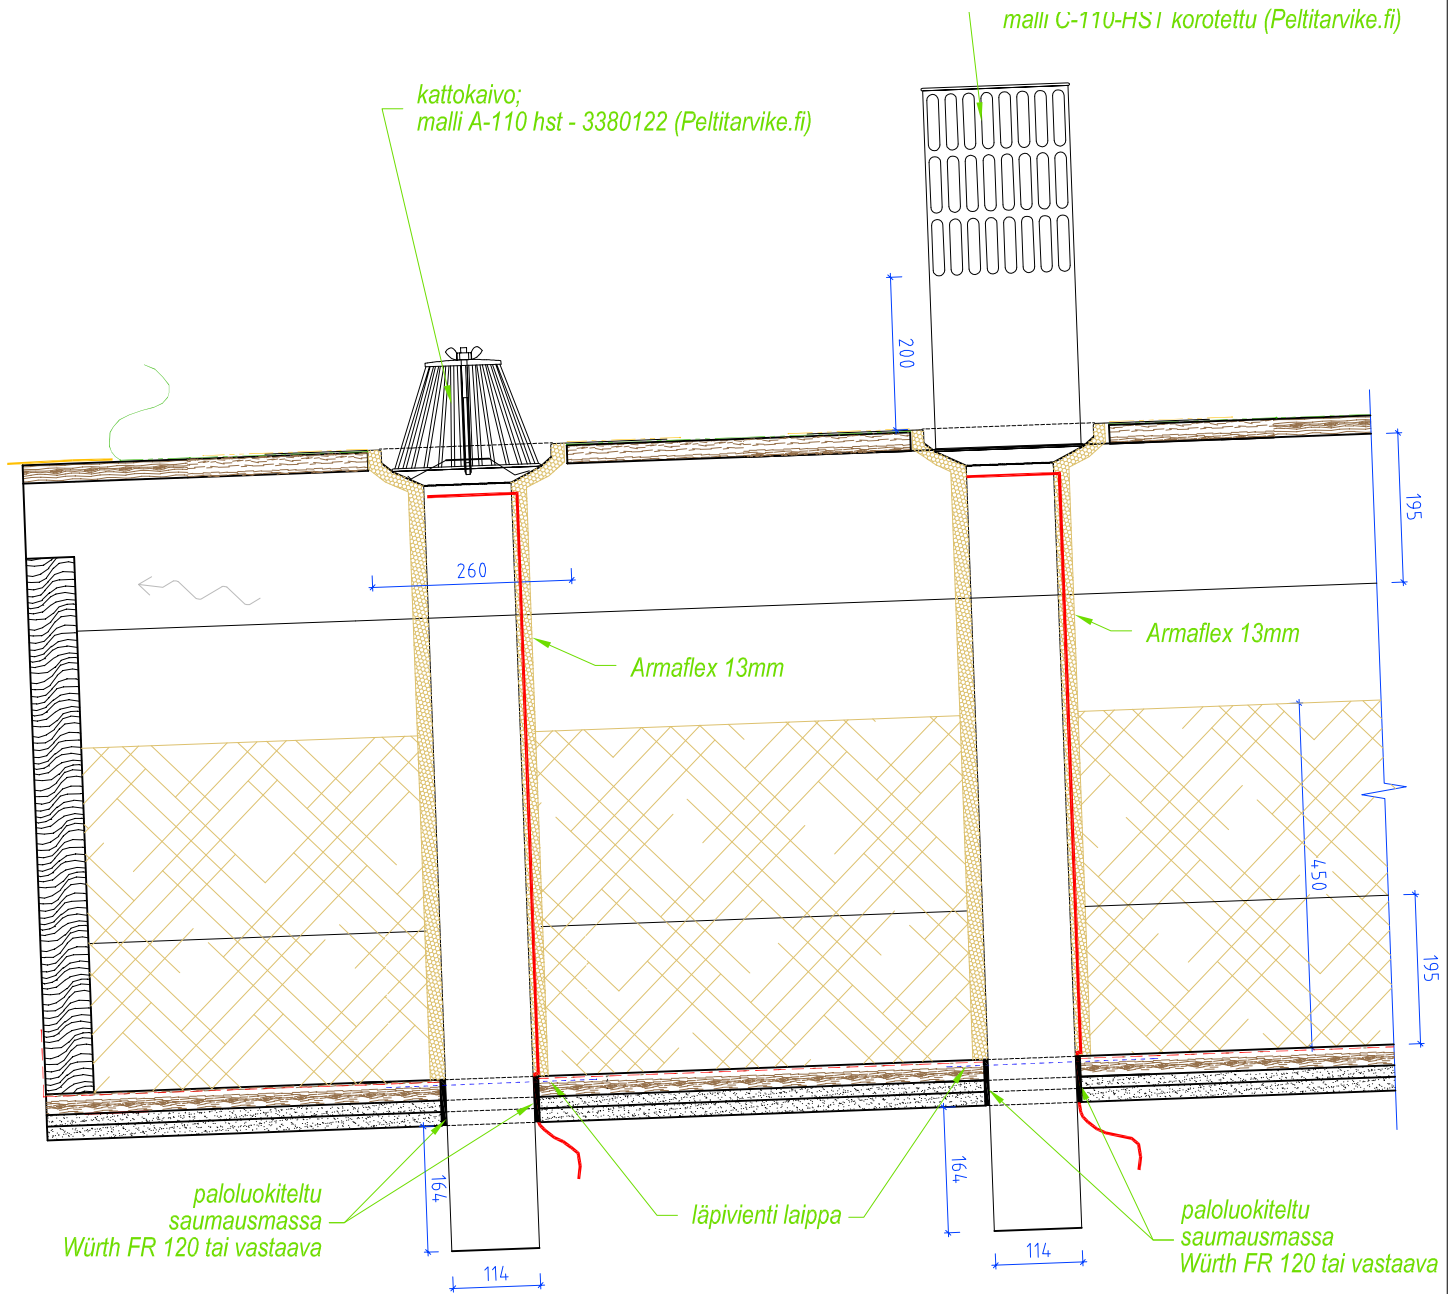 malli C-110-HST korotettu (Peltitarvike.fi)
kattokaivo;
malli A-110 hst - 3380122 (Peltitarvike.fi)
200
195
260
Armaflex 13mm
Armaflex 13mm
450
195
164
164
paloluokiteltu
saumausmassa
Würth FR 120 tai vastaava
läpivienti laippa
paloluokiteltu
saumausmassa
Würth FR 120 tai vastaava
114
114